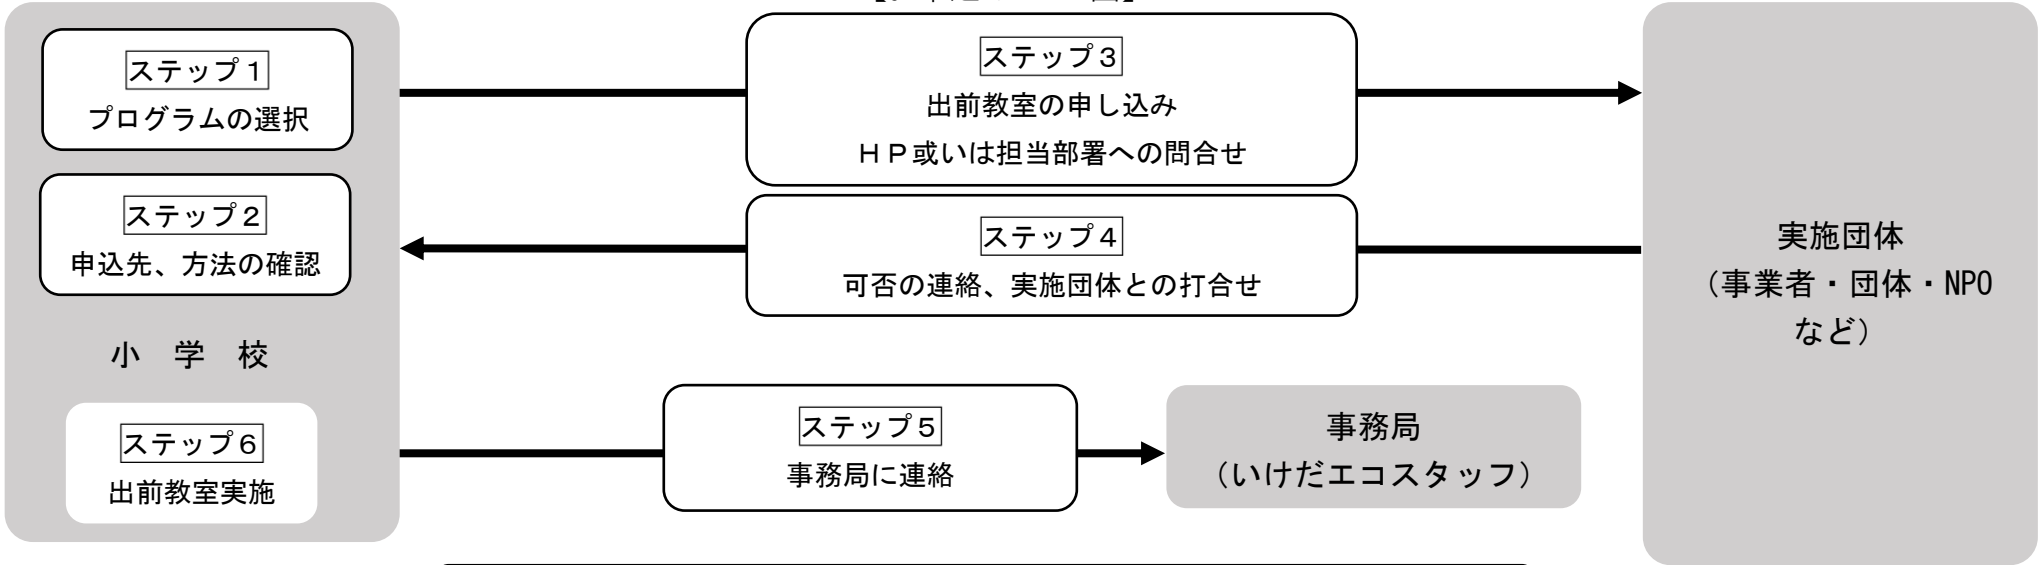 ステップ１
プログラムの選択
ステップ２
申込先、方法の確認
小 学 校
ステップ６
出前教室実施
ステップ３
出前教室の申し込み
ＨＰ或いは担当部署への問合せ
ステップ４
可否の連絡、実施団体との打合せ
ステップ５
事務局に連絡
事務局
（いけだエコスタッフ）
実施団体
（事業者・団体・NPO
など）